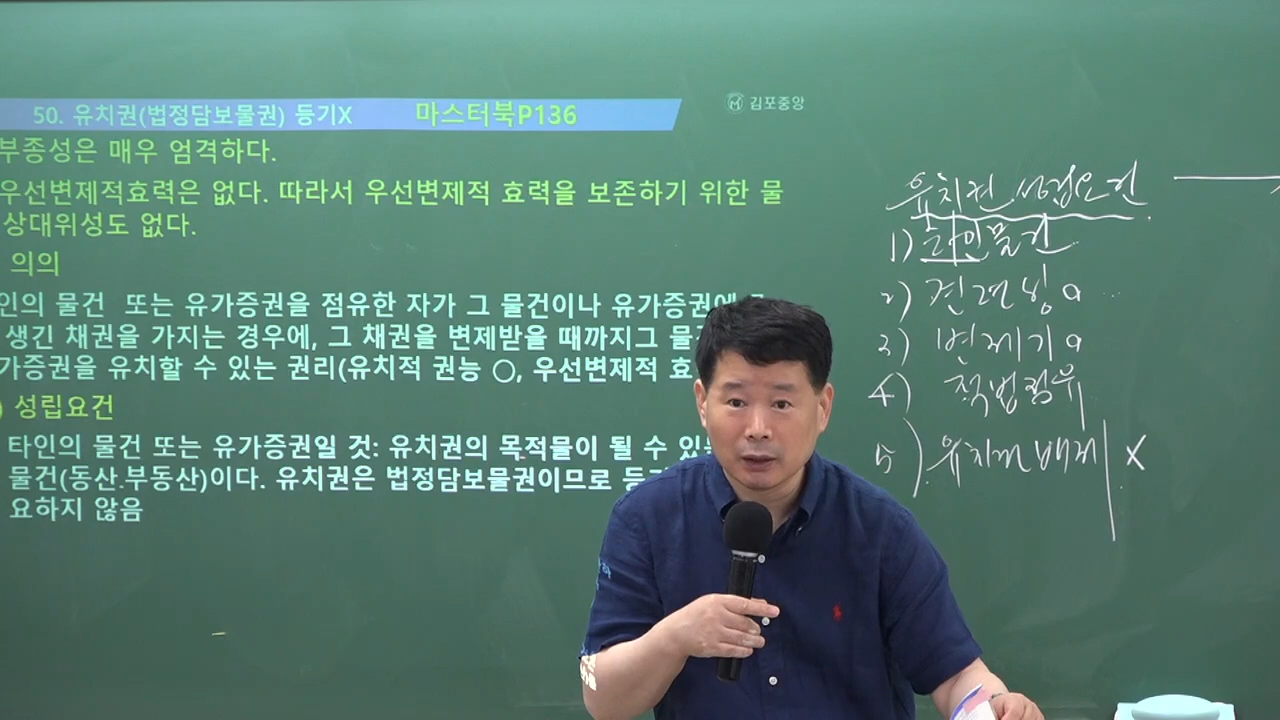 50. 유치권(법정담보물권) 등기X 마스터북P136
김포중앙
부종성은 매우 엄격하다.
우선변제적효력은 없다. 따라서 우선변제적 효력을 보존하기 위한 물
상대위성도 없다.
의의
인의 물건 또는 유가증권을 점유한 자가 그 물건이나 유가증권에
생긴 채권을 가지는 경우에, 그 채권을 변제받을 때까지그
가증권을 유치할 수 있는 권리(유치적 권능 ○, 우선변제적
) 성립요건
타인의 물건 또는 유가증권일 것: 유치권의 목적물이 될 수
물건(동산.부동산)이다. 유치권은 법정담보물권이므로
요하지 않음
유치권 성립요건
1) 타인물건
2) 견련성 o
3) 변제기 o
4) 적법점유
5) 유치권 배제 X